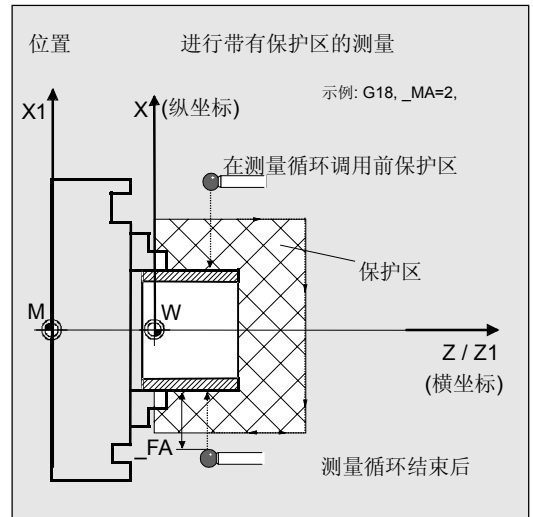 位置
进行带有保护区的测量
示例: G18, _MA=2,
X1
X (纵坐标)
在测量循环调用前保护区
保护区
M
W
Z / Z1
(横坐标)
_FA
测量循环结束后